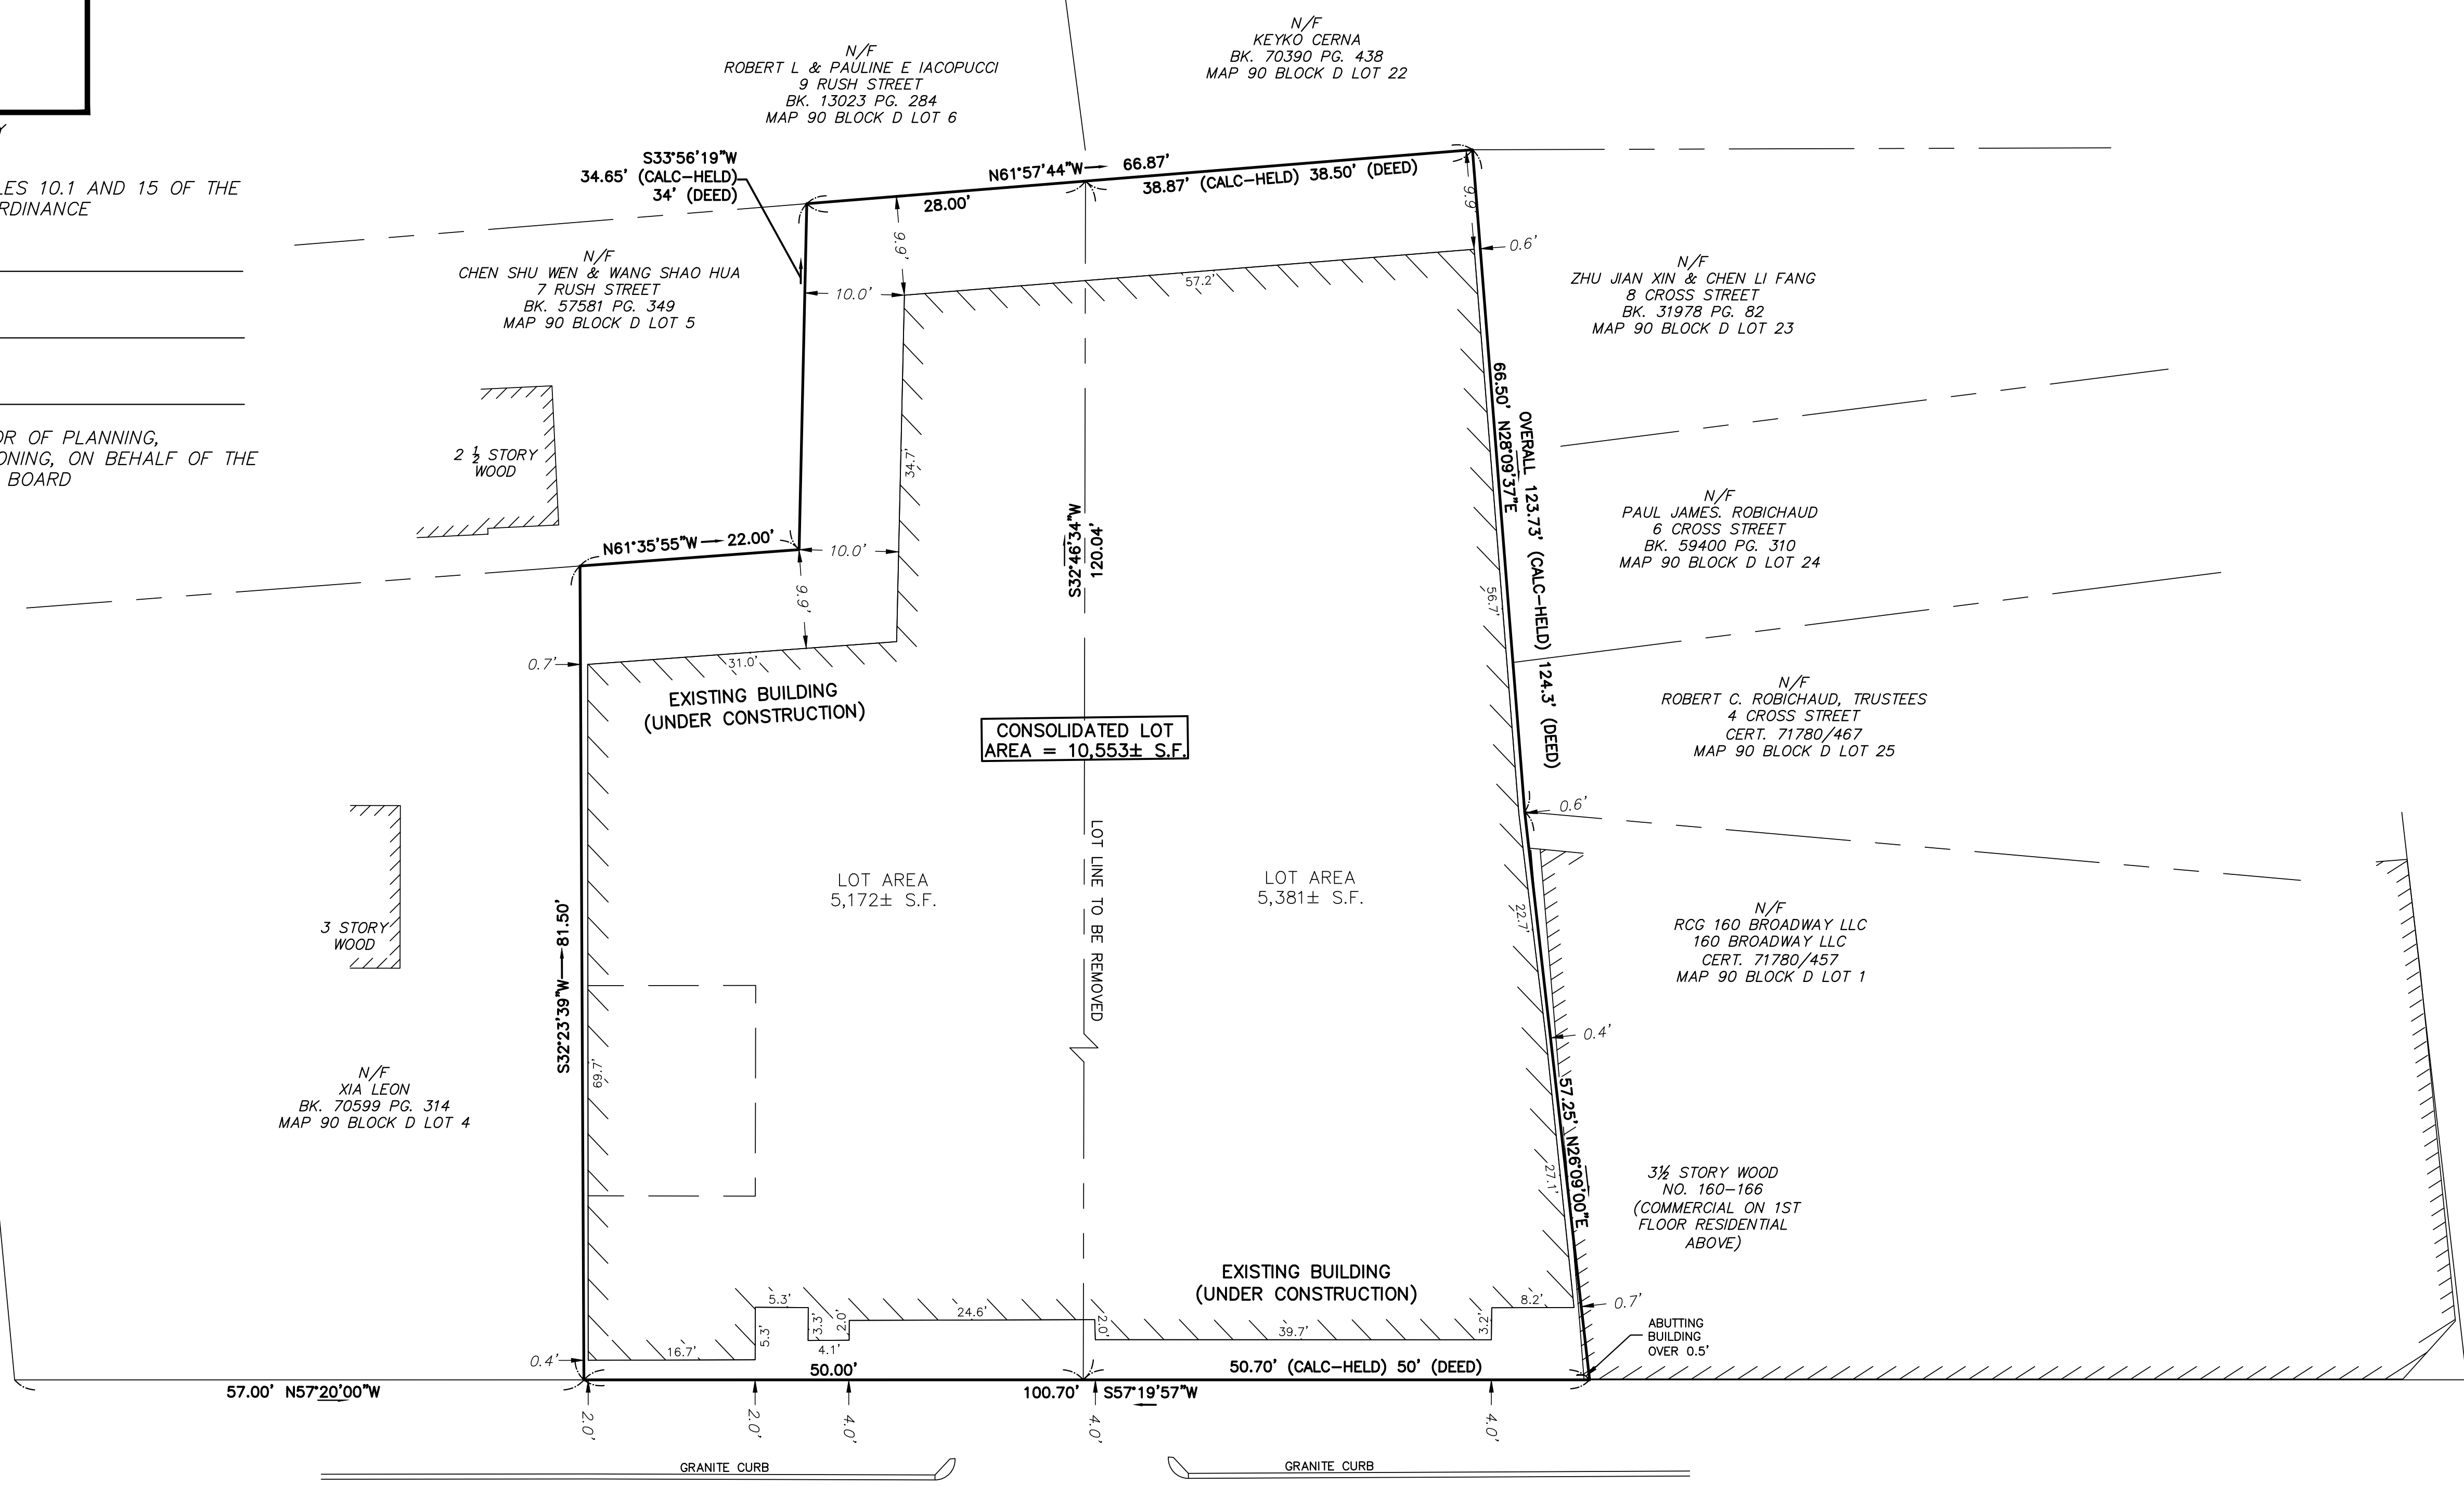 LES 10.1 AND 15 OF THE
RDINANCE
OR OF PLANNING,
ONING, ON BEHALF OF THE
BOARD
N/F
ROBERT L & PAULINE E IACOPUCCI
9 RUSH STREET
BK. 13023 PG. 284
MAP 90 BLOCK D LOT 6
N/F
KEYKO CERNA
BK. 70390 PG. 438
MAP 90 BLOCK D LOT 22
S33°56'19"W
34.65' (CALC-HELD)
34' (DEED)
N61°57'44"W 66.87'
28.00'
38.87' (CALC-HELD) 38.50' (DEED)
9.9'
9.9'
0.6'
57.2'
10.0'
N/F
CHEN SHU WEN & WANG SHAO HUA
7 RUSH STREET
BK. 57581 PG. 349
MAP 90 BLOCK D LOT 5
N/F
ZHU JIAN XIN & CHEN LI FANG
8 CROSS STREET
BK. 31978 PG. 82
MAP 90 BLOCK D LOT 23
2 ½ STORY
WOOD
34.7'
66.50' N28°09'37"E
OVERALL 123.73' (CALC-HELD) 124.3' (DEED)
N/F
PAUL JAMES. ROBICHAUD
6 CROSS STREET
BK. 59400 PG. 310
MAP 90 BLOCK D LOT 24
N61°35'55"W 22.00'
10.0'
9.9'
S32°46'34"W
120.04'
56.7'
0.7'
31.0'
EXISTING BUILDING
(UNDER CONSTRUCTION)
CONSOLIDATED LOT
AREA = 10,553± S.F.
N/F
ROBERT C. ROBICHAUD, TRUSTEES
4 CROSS STREET
CERT. 71780/467
MAP 90 BLOCK D LOT 25
0.6'
LOT LINE TO BE REMOVED
LOT AREA
5,172± S.F.
LOT AREA
5,381± S.F.
22.7'
N/F
RCG 160 BROADWAY LLC
160 BROADWAY LLC
CERT. 71780/457
MAP 90 BLOCK D LOT 1
3 STORY
WOOD
S32°23'39"W 81.50'
0.4'
69.7'
N/F
XIA LEON
BK. 70599 PG. 314
MAP 90 BLOCK D LOT 4
57.25' N26°09'00"E
27.1'
3½ STORY WOOD
NO. 160-166
(COMMERCIAL ON 1ST
FLOOR RESIDENTIAL
ABOVE)
EXISTING BUILDING
(UNDER CONSTRUCTION)
5.3'
5.3'
3.3'
2.0'
24.6'
2.0'
39.7'
3.2'
8.2'
0.7'
16.7'
4.1'
0.4'
ABUTTING
BUILDING
OVER 0.5'
50.00'
50.70' (CALC-HELD) 50' (DEED)
57.00' N57°20'00"W
100.70' S57°19'57"W
2.0'
2.0'
4.0'
4.0'
4.0'
GRANITE CURB
GRANITE CURB